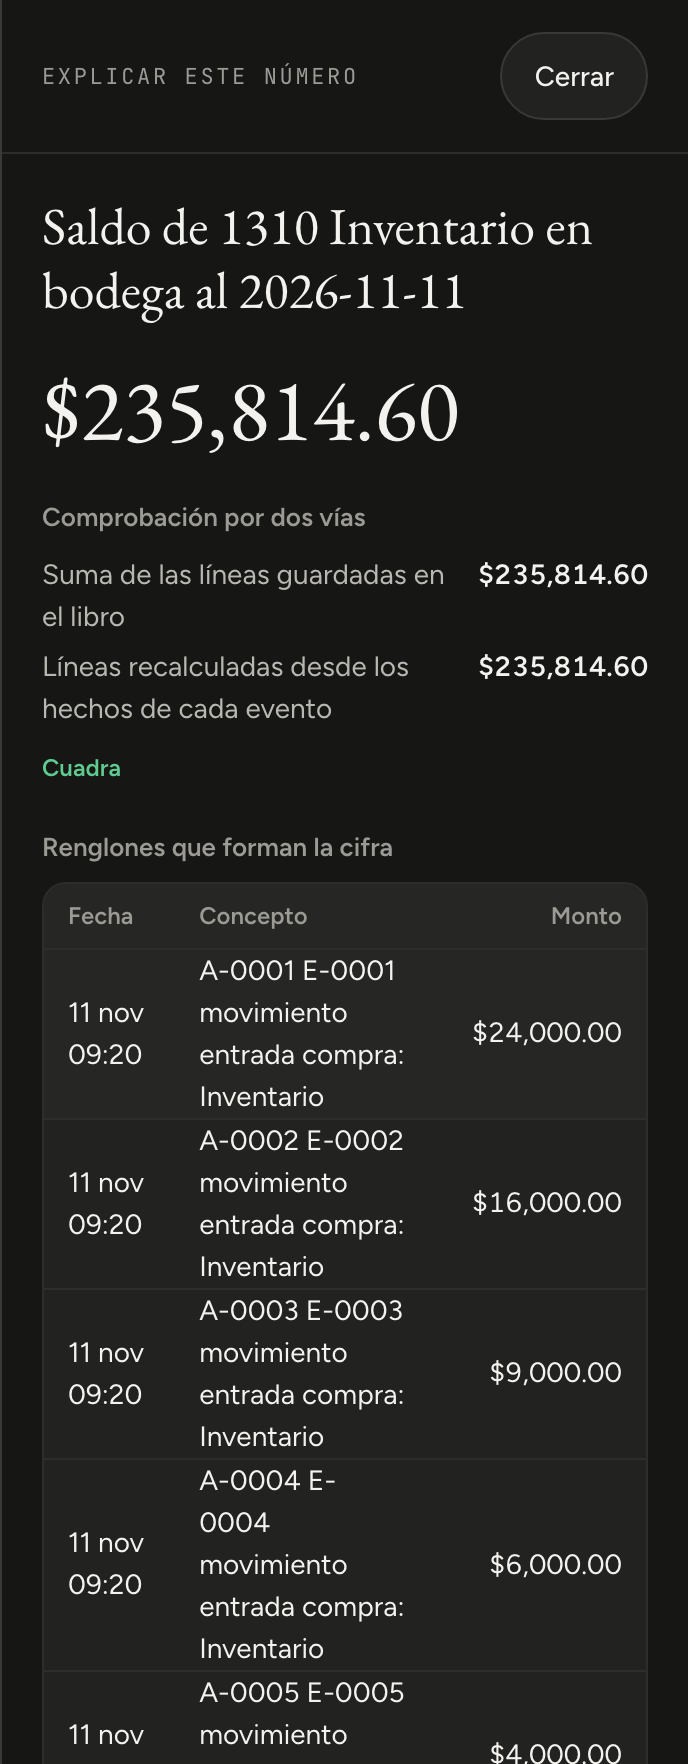 EXPLICAR ESTE NÚMERO
Cerrar
Saldo de 1310 Inventario en
bodega al 2026-11-11
$235,814.60
Comprobación por dos vías
Suma de las líneas guardadas en
el libro
$235,814.60
Líneas recalculadas desde los
hechos de cada evento
$235,814.60
Cuadra
Renglones que forman la cifra
Fecha
Concepto
Monto
11 nov
09:20
A-0001 E-0001
movimiento
entrada compra:
Inventario
$24,000.00
11 nov
09:20
A-0002 E-0002
movimiento
entrada compra:
Inventario
$16,000.00
11 nov
09:20
A-0003 E-0003
movimiento
entrada compra:
Inventario
$9,000.00
11 nov
09:20
A-0004 E-
0004
movimiento
entrada compra:
Inventario
$6,000.00
11 nov
A-0005 E-0005
movimiento
$4,000.00